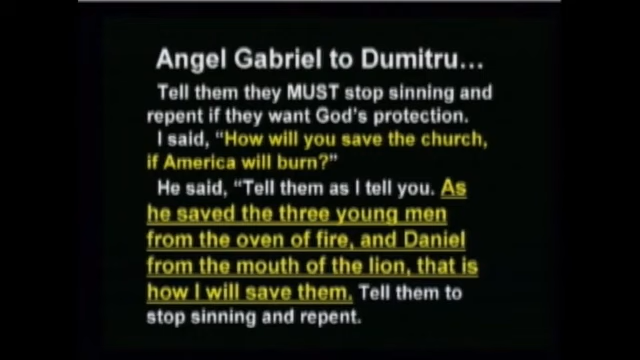 Angel Gabriel to Dumitru...
Tell them they MUST stop sinning and
repent if they want God's protection.
I said, "How will you save the church,
if America will burn?"
He said, "Tell them as I tell you. As
he saved the three young men
from the oven of fire, and Daniel
from the mouth of the lion, that is
how I will save them. Tell them to
stop sinning and repent.